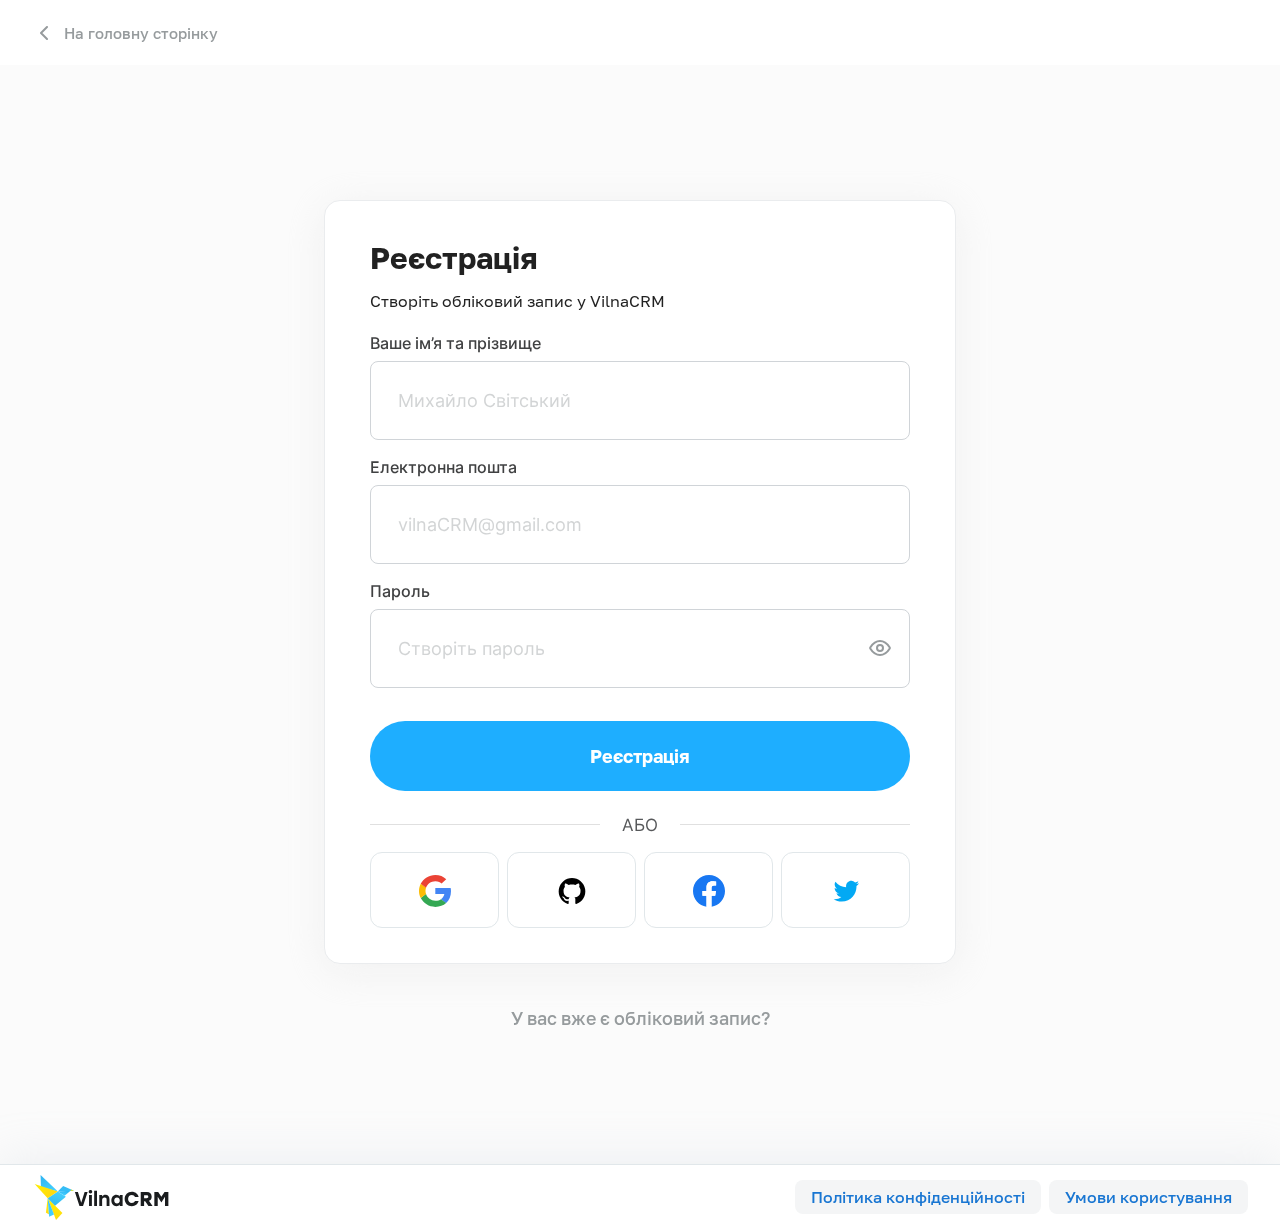 На головну сторінку
Реєстрація
Створіть обліковий запис у VilnaCRM
Ваше ім’я та прізвище
Михайло Світський
Електронна пошта
vilnaCRM@gmail.com
Пароль
Створіть пароль
Реєстрація
АБО
У вас вже є обліковий запис?
VilnaCRM
Політика конфіденційності
Умови користування